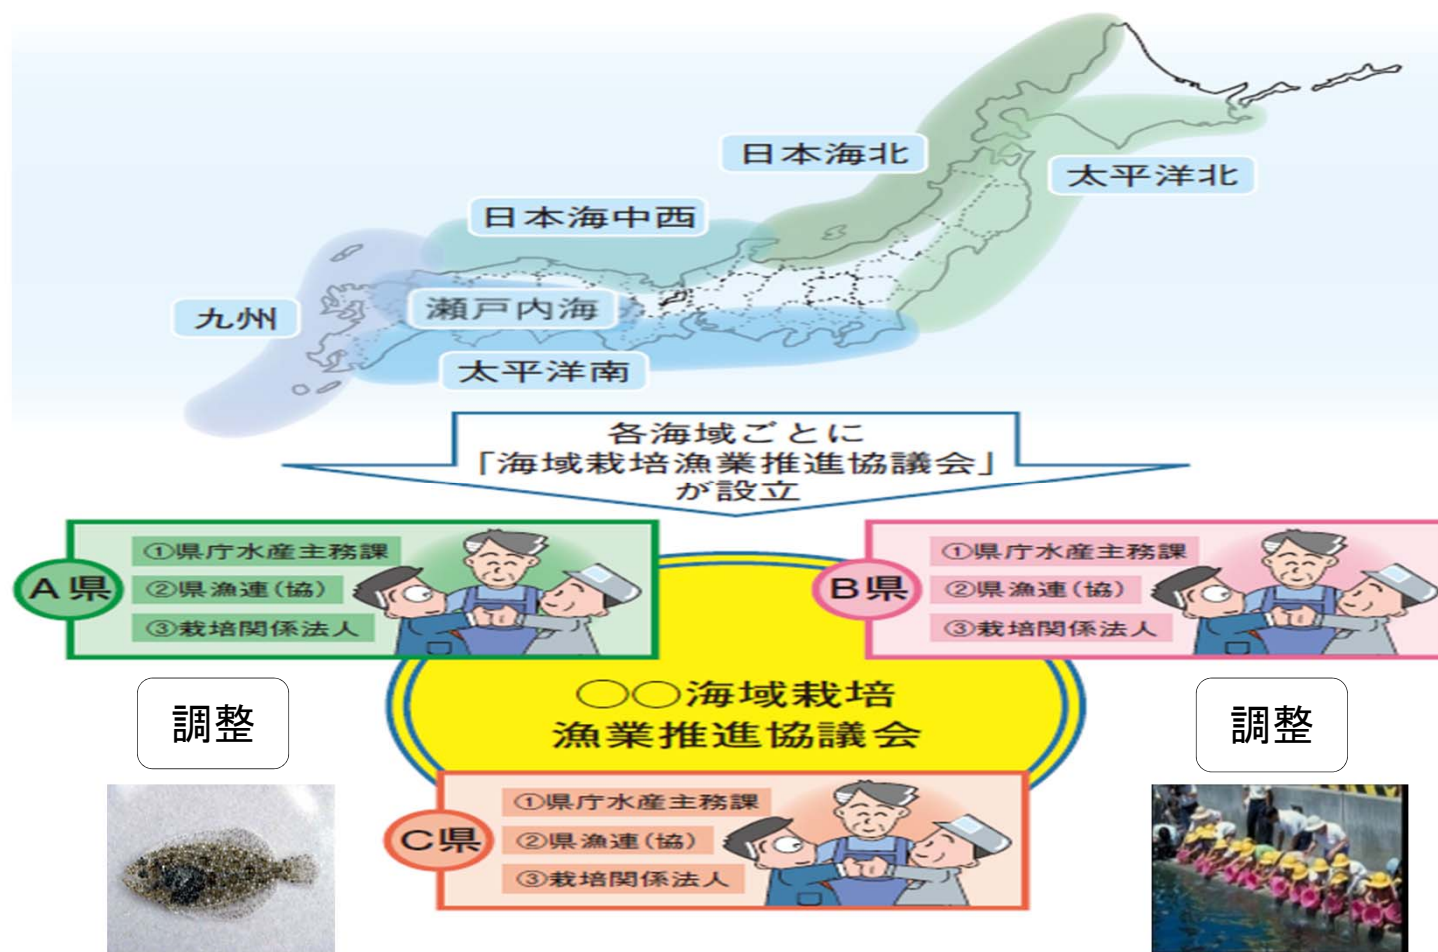 日本海北
太平洋北
日本海中西
九州
瀬戸内海
太平洋南
各海域ごとに
「海域栽培漁業推進協議会」
が設立
A県
①県庁水産主務課
②県漁連(協)
③栽培関係法人
B県
①県庁水産主務課
②県漁連(協)
③栽培関係法人
調整
○○海域栽培
漁業推進協議会
調整
C県
①県庁水産主務課
②県漁連(協)
③栽培関係法人